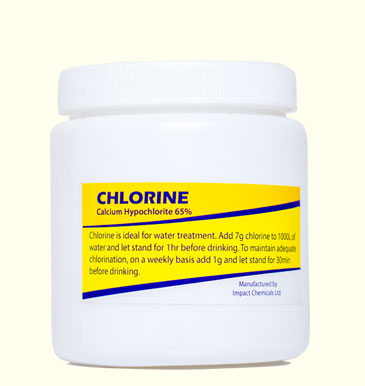 CHLORINE
Calcium Hypochlorite 65%
Chlorine is ideal for water treatment. Add 7g chlorine to 1000L of
water and let stand for 1hr before drinking. To maintain adequate
chlorination, on a weekly basis add 1g and let stand for 30min
before drinking.
Manufactured by
Impact Chemicals Ltd.